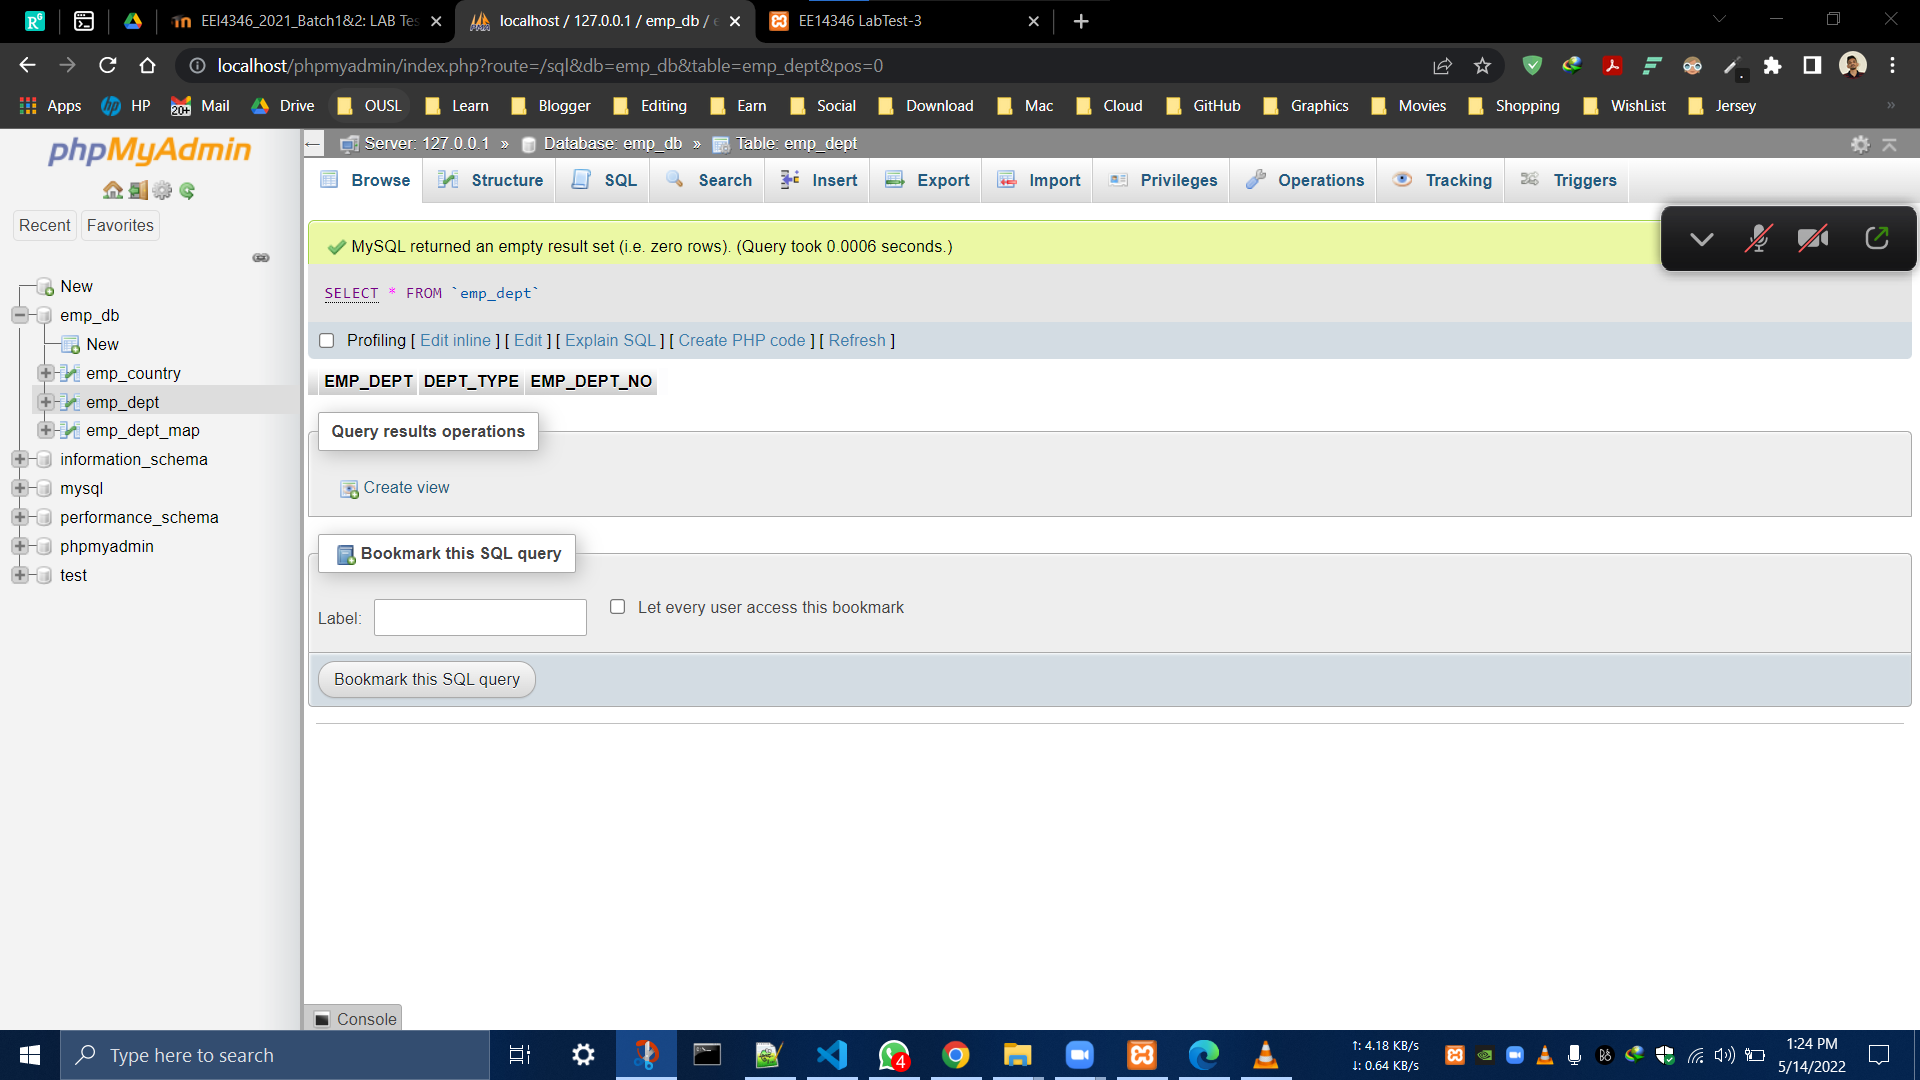 EEI4346_2021_Batch1&2: LAB Tes
localhost / 127.0.0.1 / emp_db / e
EE14346 LabTest-3
localhost/phpmyadmin/index.php?route=/sql&db=emp_db&table=emp_dept&pos=0
Apps HP Mail Drive OUSL Learn Blogger Editing Earn Social Download Mac Cloud GitHub Graphics Movies Shopping WishList Jersey »
20+
phpMyAdmin
Recent Favorites
New
emp_db
New
emp_country
emp_dept
emp_dept_map
information_schema
mysql
performance_schema
phpmyadmin
test
Server: 127.0.0.1 » Database: emp_db » Table: emp_dept
Browse Structure SQL Search Insert Export Import Privileges Operations Tracking Triggers
MySQL returned an empty result set (i.e. zero rows). (Query took 0.0006 seconds.)
SELECT * FROM `emp_dept`
Profiling [ Edit inline ] [ Edit ] [ Explain SQL ] [ Create PHP code ] [ Refresh ]
EMP_DEPT DEPT_TYPE EMP_DEPT_NO
Query results operations
Create view
Bookmark this SQL query
Label:
Let every user access this bookmark
Bookmark this SQL query
Console
Type here to search
4
↑: 4.18 KB/s
↓: 0.64 KB/s
1:24 PM
5/14/2022